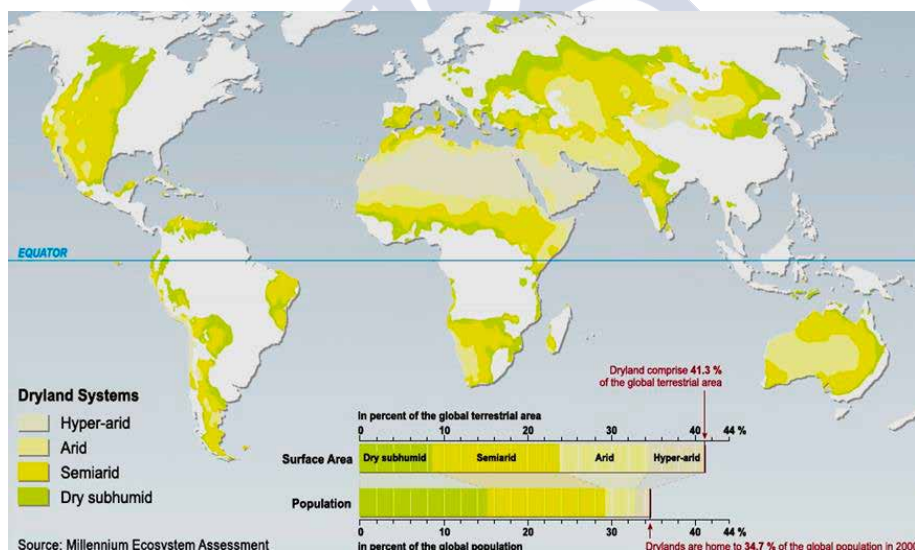 EQUATOR
Dryland Systems
Hyper-arid
Arid
Semiarid
Dry subhumid
Source: Millennium Ecosystem Assessment
Dryland comprise 41.3 %
of the global terrestrial area
in percent of the global terrestrial area
0 10 20 30 40 44 %
Surface Area Dry subhumid Semiarid Arid Hyper-arid
Population
0 10 20 30 40 44 %
in percent of the global population
Drylands are home to 34.7 % of the global population in